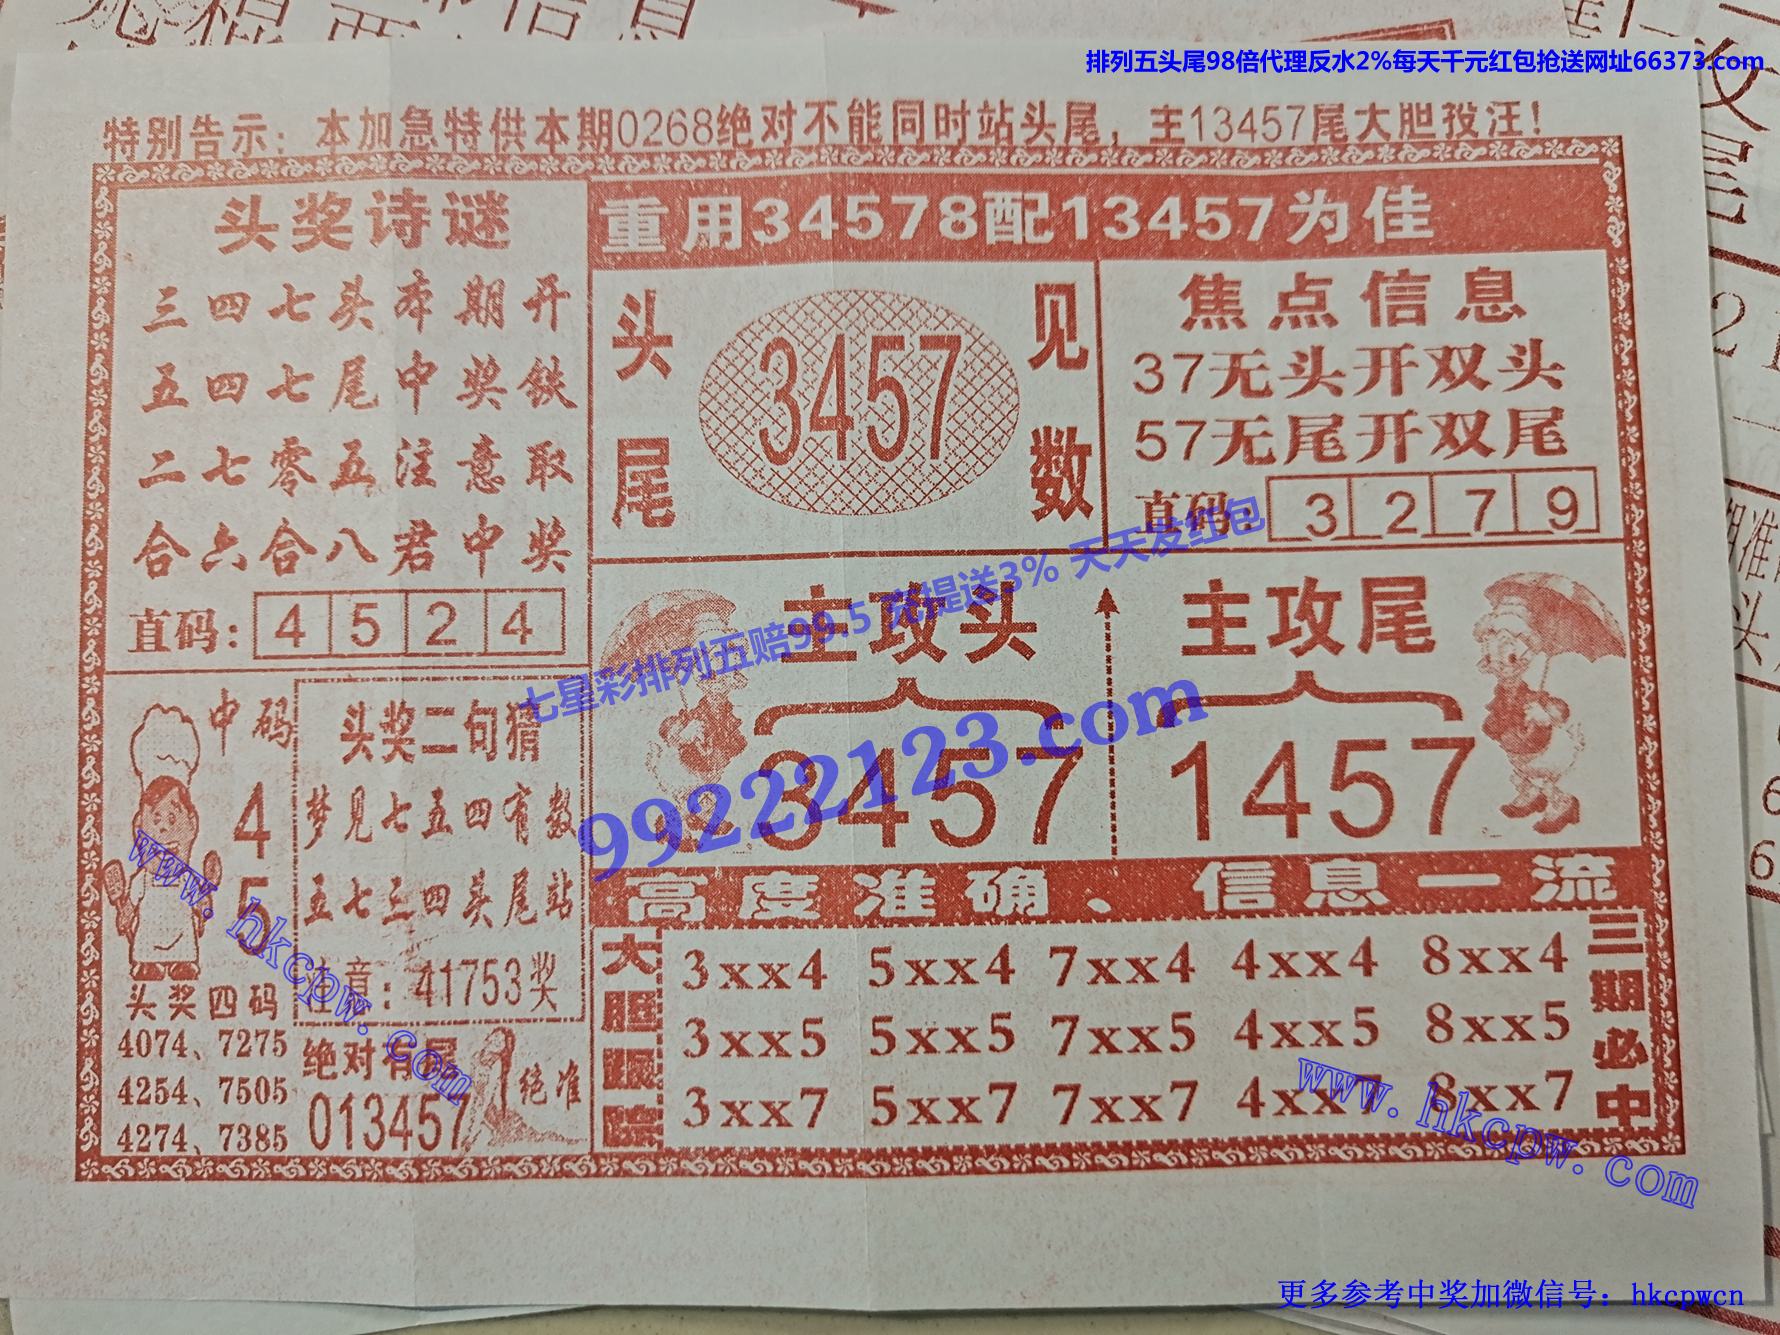 排列五头尾98倍代理反水2%每天千元红包抢送网址66373.com
特别告示：本加急特供本期0268绝对不能同时站头尾，主13457尾大胆投汪！
头奖诗谜
三四七头本期开
五四七尾中奖铁
二七零五注意取
合六合八君中奖
直码：4 5 2 4
重用34578配13457为佳
头尾
3457
见数
焦点信息
37无头开双头
57无尾开双尾
直码：3 2 7 9
七星彩排列五赔99.5 充提送3% 天天发红包
99222123.com
主攻头
3457
主攻尾
1457
申码
4
5
头奖四码
4074、7275
4254、7505
4274、7385
头奖二句猜
梦见七五四有数
五七三四头尾站
注意：41753奖
绝对有尾
013457
绝准
高度准确、信息一流
大胆跟踪
3xx4 5xx4 7xx4 4xx4 8xx4
3xx5 5xx5 7xx5 4xx5 8xx5
3xx7 5xx7 7xx7 4xx7 8xx7
三期必中
www.hkcpw.com
www.hkcpw.com
更多参考中奖加微信号：hkcpwcn